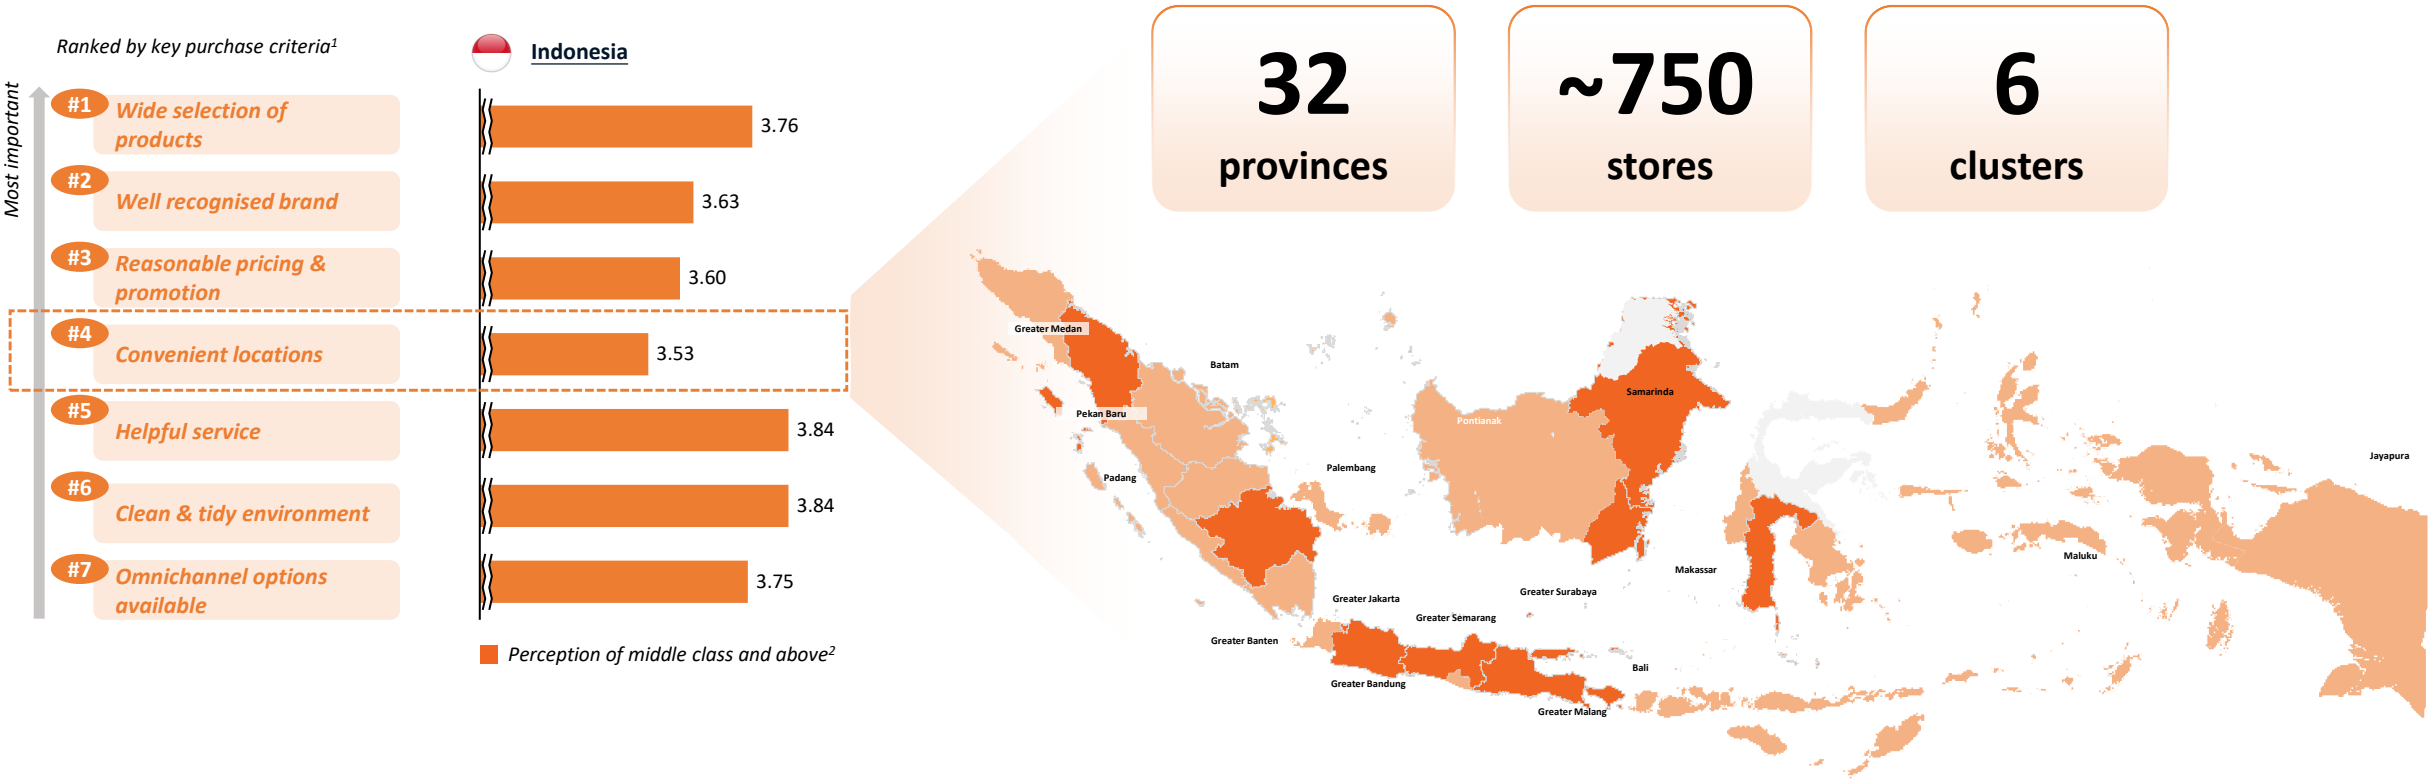 Ranked by key purchase criteria1
Indonesia
Most important
#1
Wide selection of
products
3.76
#2
Well recognised brand
3.63
#3
Reasonable pricing &
promotion
3.60
#4
Convenient locations
3.53
#5
Helpful service
3.84
#6
Clean & tidy environment
3.84
#7
Omnichannel options
available
3.75
Perception of middle class and above2
32
provinces
~750
stores
6
clusters
Greater Medan
Batam
Pekan Baru
Samarinda
Pontianak
Padang
Palembang
Jayapura
Maluku
Makassar
Greater Jakarta
Greater Surabaya
Greater Semarang
Greater Banten
Bali
Greater Bandung
Greater Malang